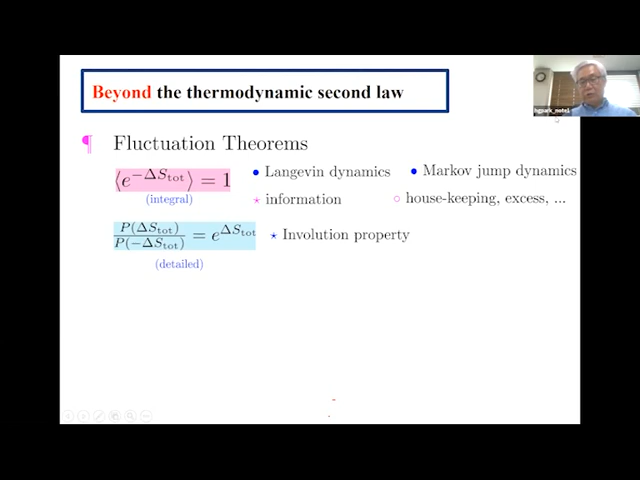 Beyond the thermodynamic second law
¶ Fluctuation Theorems
⟨e^{-ΔS_tot}⟩ = 1 • Langevin dynamics • Markov jump dynamics
(integral) ⋆ information ○ house-keeping, excess, ...
P(ΔS_tot)/P(-ΔS_tot) = e^{ΔS_tot} ⋆ Involution property
(detailed)